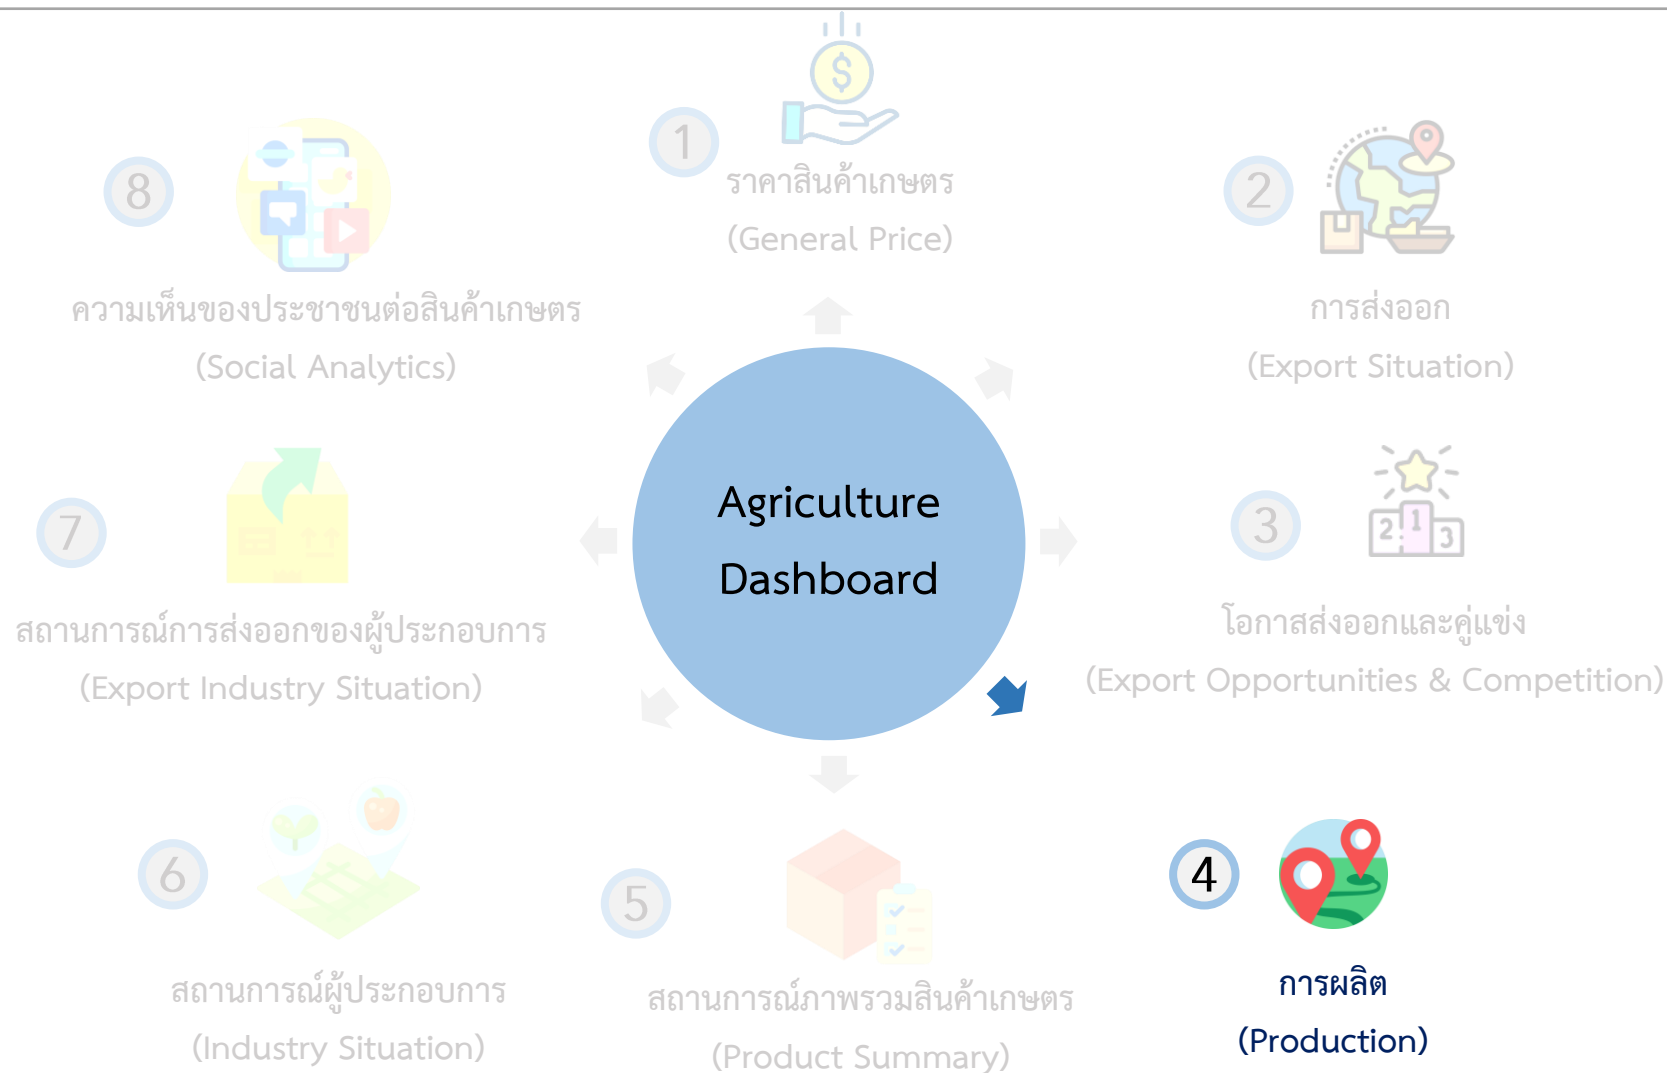 1
ราคาสินค้าเกษตร
(General Price)
2
การส่งออก
(Export Situation)
3
2 1 3
โอกาสส่งออกและคู่แข่ง
(Export Opportunities & Competition)
4
การผลิต
(Production)
5
สถานการณ์ภาพรวมสินค้าเกษตร
(Product Summary)
6
สถานการณ์ผู้ประกอบการ
(Industry Situation)
7
สถานการณ์การส่งออกของผู้ประกอบการ
(Export Industry Situation)
8
ความเห็นของประชาชนต่อสินค้าเกษตร
(Social Analytics)
Agriculture
Dashboard
$